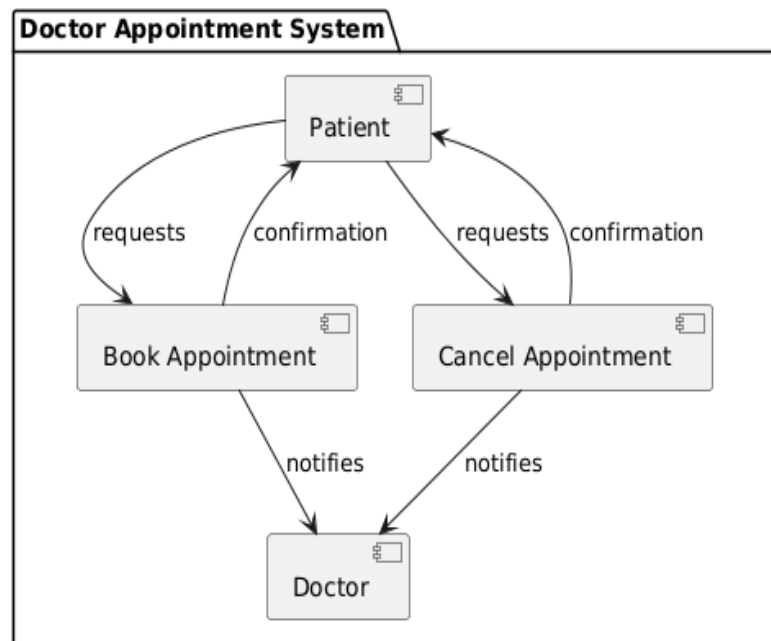 Doctor Appointment System
Patient
requests
confirmation
requests
confirmation
Book Appointment
Cancel Appointment
notifies
notifies
Doctor